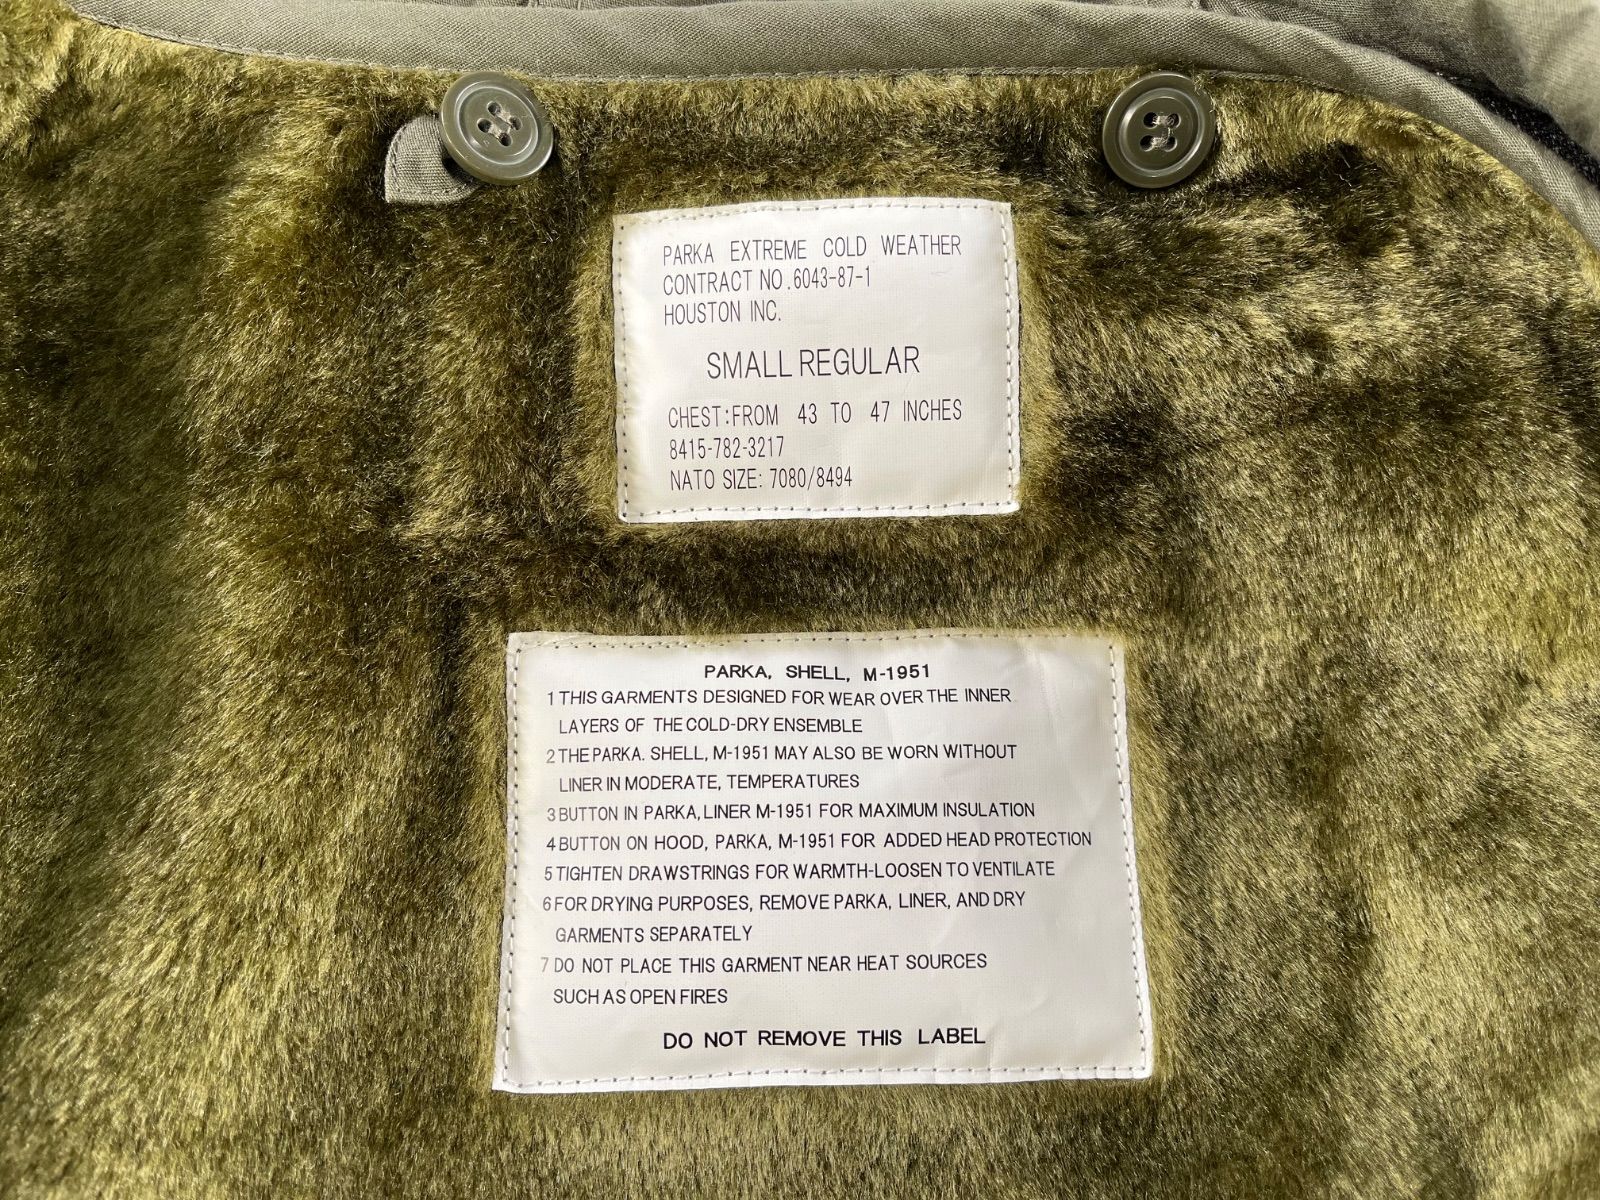 PARKA EXTREME COLD WEATHER
CONTRACT NO.6043-87-1
HOUSTON INC.
SMALL REGULAR
CHEST:FROM 43 TO 47 INCHES
8415-782-3217
NATO SIZE: 7080/8494
PARKA, SHELL, M-1951
1 THIS GARMENTS DESIGNED FOR WEAR OVER THE INNER
LAYERS OF THE COLD-DRY ENSEMBLE
2 THE PARKA. SHELL, M-1951 MAY ALSO BE WORN WITHOUT
LINER IN MODERATE, TEMPERATURES
3 BUTTON IN PARKA, LINER M-1951 FOR MAXIMUM INSULATION
4 BUTTON ON HOOD, PARKA, M-1951 FOR ADDED HEAD PROTECTION
5 TIGHTEN DRAWSTRINGS FOR WARMTH-LOOSEN TO VENTILATE
6 FOR DRYING PURPOSES, REMOVE PARKA, LINER, AND DRY
GARMENTS SEPARATELY
7 DO NOT PLACE THIS GARMENT NEAR HEAT SOURCES
SUCH AS OPEN FIRES
DO NOT REMOVE THIS LABEL